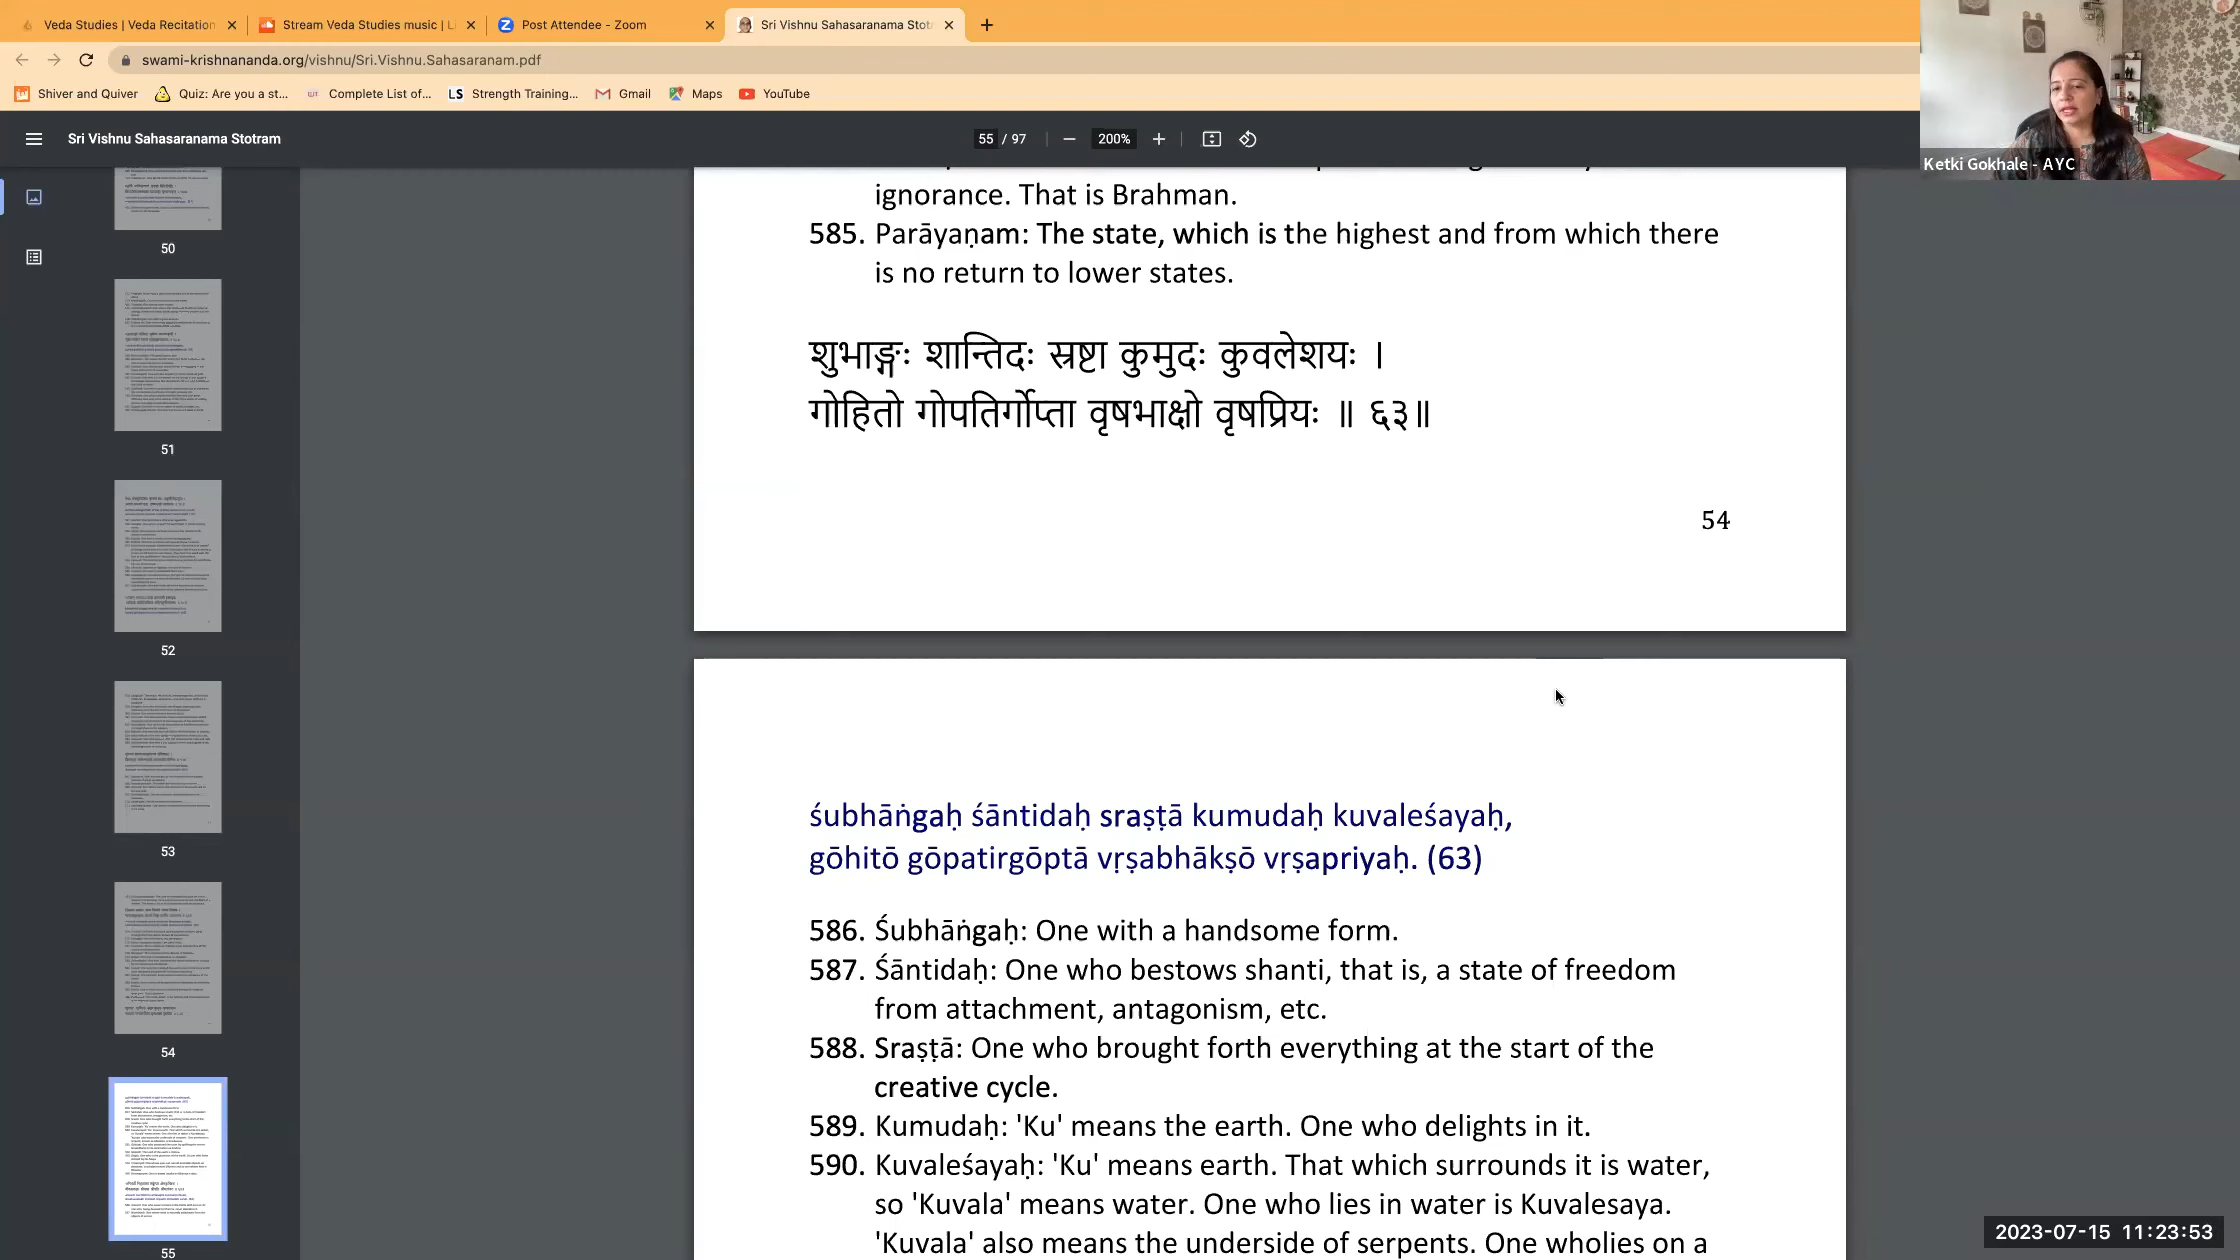 Veda Studies | Veda Recitation
Stream Veda Studies music | Li
Post Attendee - Zoom
Sri Vishnu Sahasaranama Stotr
swami-krishnananda.org/vishnu/Sri.Vishnu.Sahasaranam.pdf
Shiver and Quiver
Quiz: Are you a st...
Complete List of...
LS
Strength Training...
Gmail
Maps
YouTube
Sri Vishnu Sahasaranama Stotram
55 / 97
200%
Ketki Gokhale - AYC
50
51
52
53
54
55
ignorance. That is Brahman.
585. Parāyaṇam: The state, which is the highest and from which there
is no return to lower states.
शुभाङ्गः शान्तिदः स्रष्टा कुमुदः कुवलेशयः ।
गोहितो गोपतिर्गोप्ता वृषभाक्षो वृषप्रियः ॥ ६३॥
54
śubhāṅgaḥ śāntidaḥ sraṣṭā kumudaḥ kuvaleśayaḥ,
gōhitō gōpatirgōptā vṛṣabhākṣō vṛṣapriyaḥ. (63)
586. Śubhāṅgaḥ: One with a handsome form.
587. Śāntidaḥ: One who bestows shanti, that is, a state of freedom
from attachment, antagonism, etc.
588. Sraṣṭā: One who brought forth everything at the start of the
creative cycle.
589. Kumudaḥ: 'Ku' means the earth. One who delights in it.
590. Kuvaleśayaḥ: 'Ku' means earth. That which surrounds it is water,
so 'Kuvala' means water. One who lies in water is Kuvalesaya.
'Kuvala' also means the underside of serpents. One wholies on a
2023-07-15 11:23:53